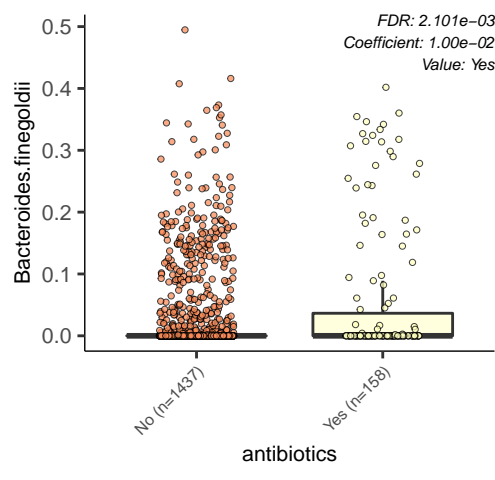 FDR: 2.101e−03
Coefficient: 1.00e−02
Value: Yes
Bacteroides.finegoldii
0.5
0.4
0.3
0.2
0.1
0.0
No (n=1437)
Yes (n=158)
antibiotics